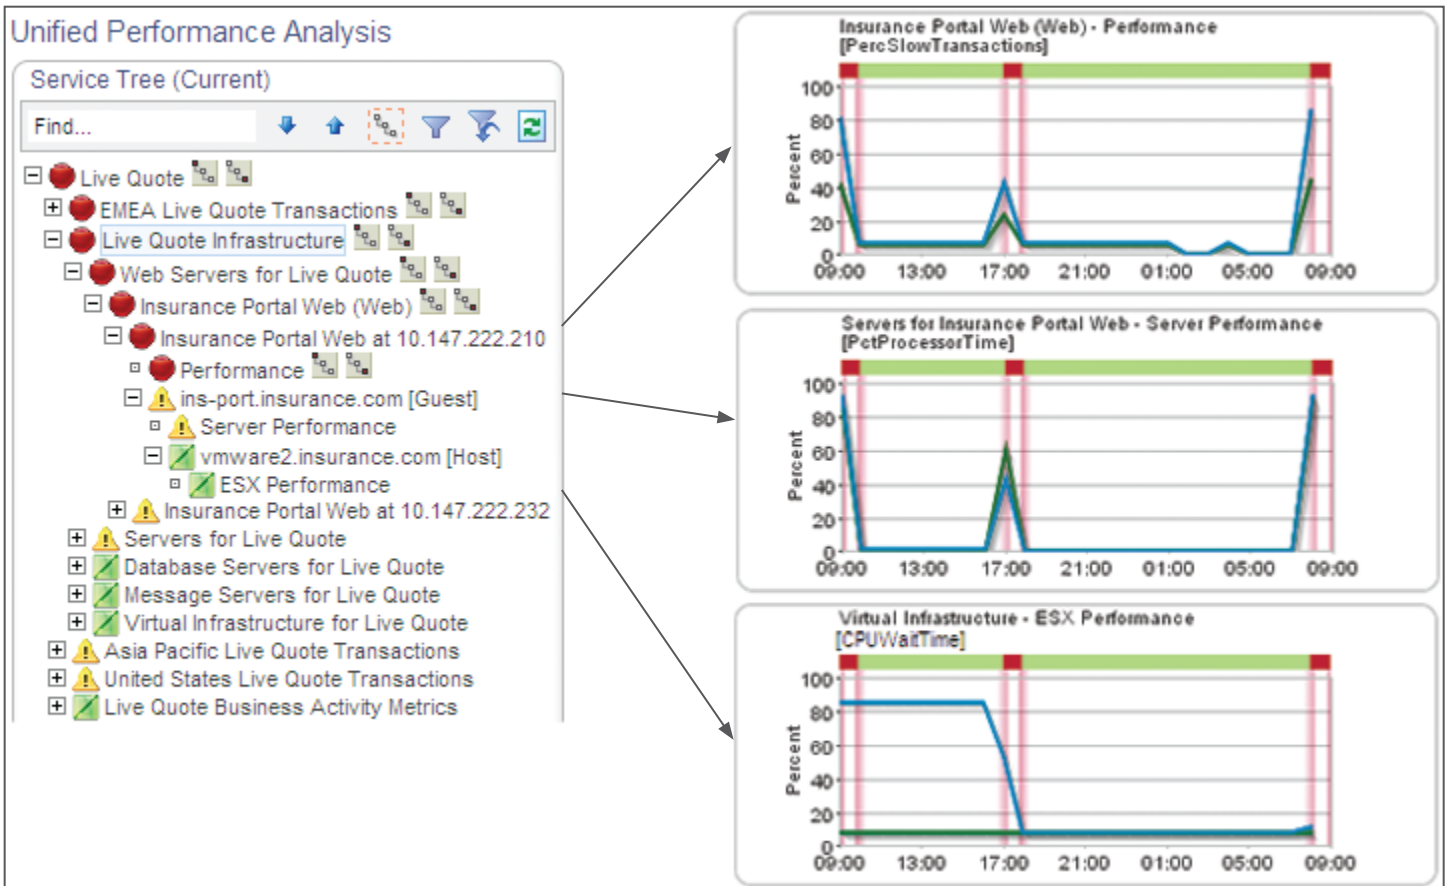 Unified Performance Analysis
Service Tree (Current)
Find...
Live Quote
EMEA Live Quote Transactions
Live Quote Infrastructure
Web Servers for Live Quote
Insurance Portal Web (Web)
Insurance Portal Web at 10.147.222.210
Performance
ins-port.insurance.com [Guest]
Server Performance
vmware2.insurance.com [Host]
ESX Performance
Insurance Portal Web at 10.147.222.232
Servers for Live Quote
Database Servers for Live Quote
Message Servers for Live Quote
Virtual Infrastructure for Live Quote
Asia Pacific Live Quote Transactions
United States Live Quote Transactions
Live Quote Business Activity Metrics
Insurance Portal Web (Web) - Performance
[PercSlowTransactions]
100
80
60
40
20
0
Percent
09:00 13:00 17:00 21:00 01:00 05:00 09:00
Servers for Insurance Portal Web - Server Performance
[PctProcessorTime]
100
80
60
40
20
0
Percent
09:00 13:00 17:00 21:00 01:00 05:00 09:00
Virtual Infrastructure - ESX Performance
[CPUWaitTime]
100
80
60
40
20
0
Percent
09:00 13:00 17:00 21:00 01:00 05:00 09:00